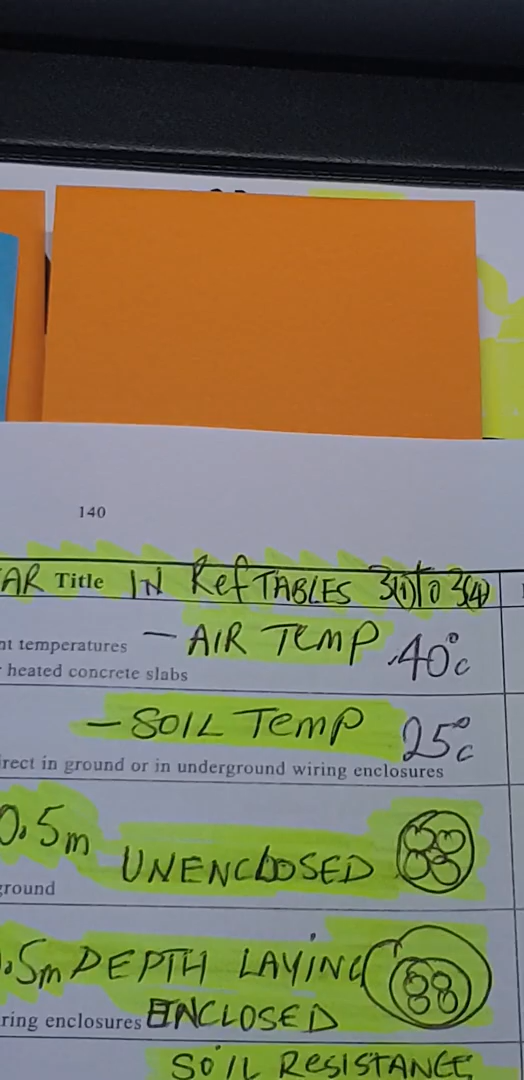 140
AR Title IN Ref TABLES 3(1) to 3(4)
nt temperatures — AIR TEMP 40°C
heated concrete slabs
— SOIL TEMP 25°C
irect in ground or in underground wiring enclosures
0.5m UNENCLOSED
ground
.5m DEPTH LAYING
ring enclosures ENCLOSED
SOIL RESISTANCE